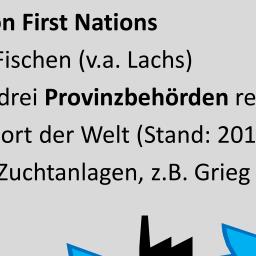 on First Nations
Fischen (v.a. Lachs)
drei Provinzbehörden re
ort der Welt (Stand: 201
Zuchtanlagen, z.B. Grieg